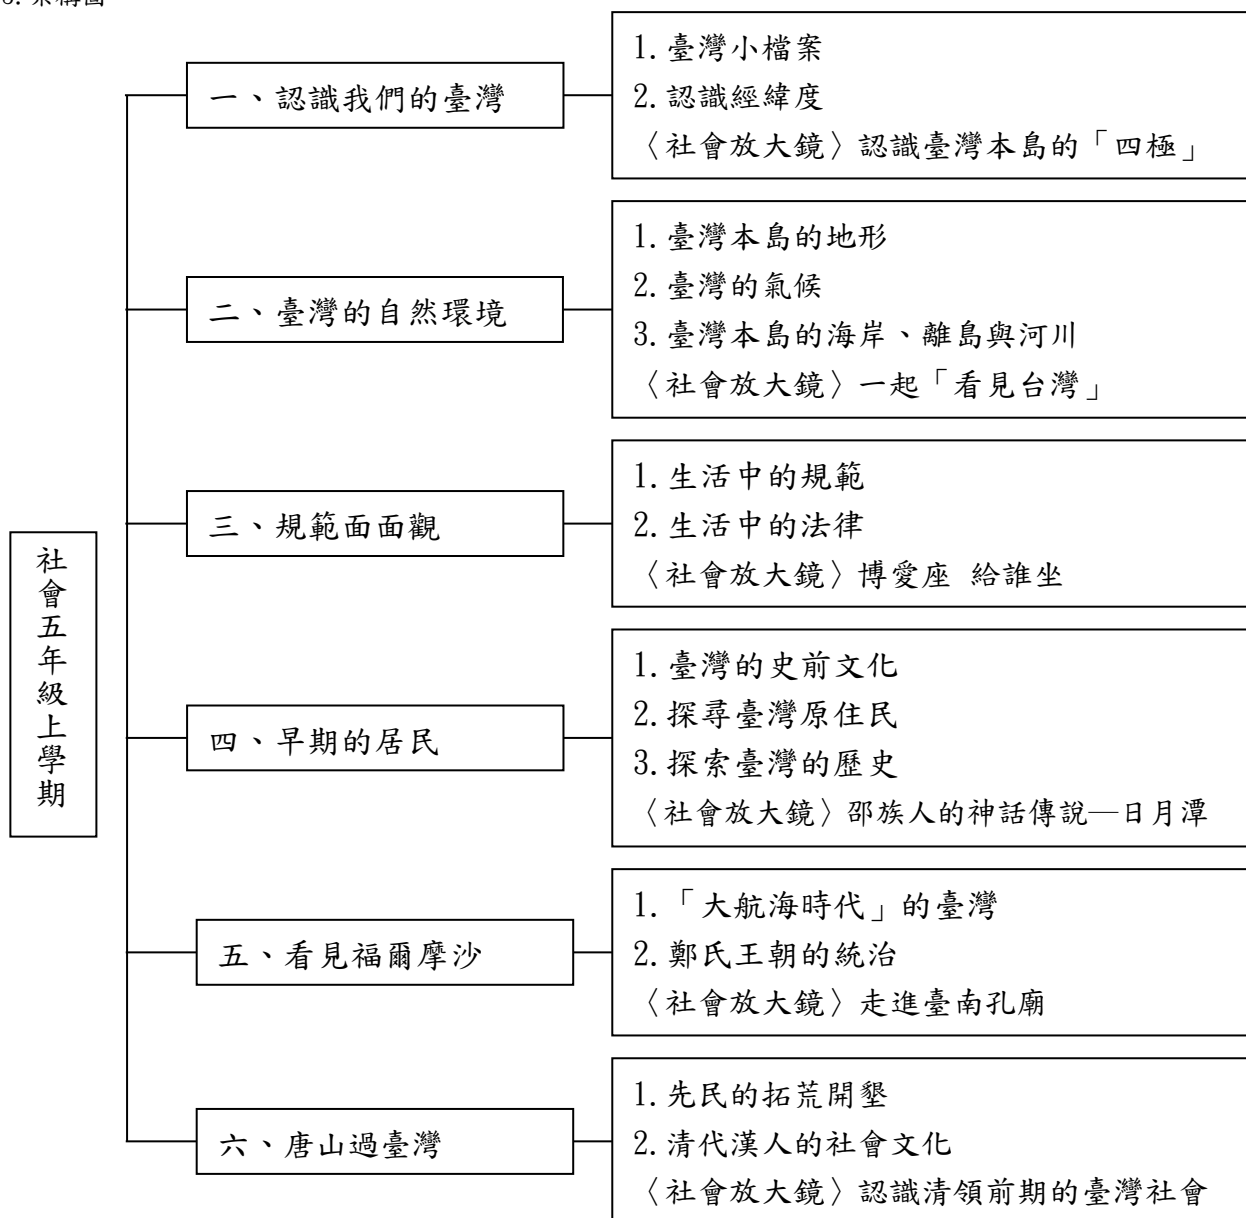 社會五年級上學期
一、認識我們的臺灣
1.臺灣小檔案
2.認識經緯度
〈社會放大鏡〉認識臺灣本島的「四極」
二、臺灣的自然環境
1.臺灣本島的地形
2.臺灣的氣候
3.臺灣本島的海岸、離島與河川
〈社會放大鏡〉一起「看見台灣」
三、規範面面觀
1.生活中的規範
2.生活中的法律
〈社會放大鏡〉博愛座 給誰坐
四、早期的居民
1.臺灣的史前文化
2.探尋臺灣原住民
3.探索臺灣的歷史
〈社會放大鏡〉邵族人的神話傳說─日月潭
五、看見福爾摩沙
1.「大航海時代」的臺灣
2.鄭氏王朝的統治
〈社會放大鏡〉走進臺南孔廟
六、唐山過臺灣
1.先民的拓荒開墾
2.清代漢人的社會文化
〈社會放大鏡〉認識清領前期的臺灣社會